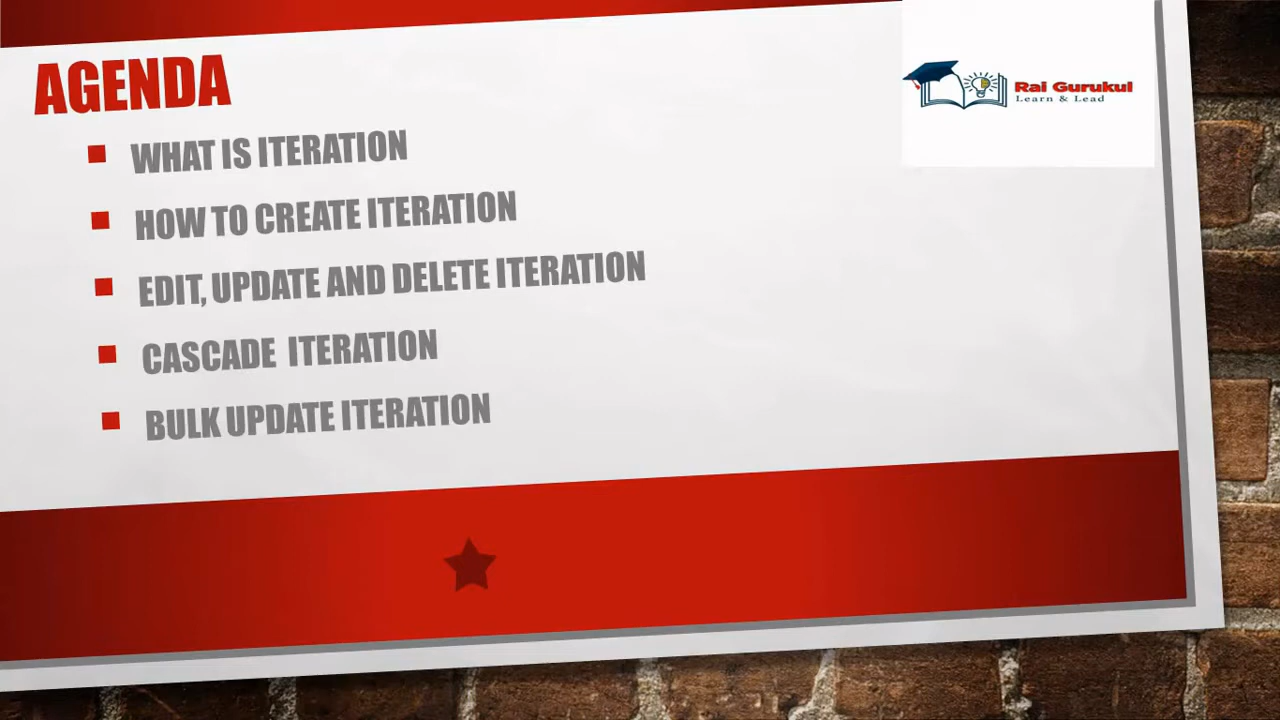 AGENDA
Rai Gurukul
Learn & Lead
WHAT IS ITERATION
HOW TO CREATE ITERATION
EDIT, UPDATE AND DELETE ITERATION
CASCADE ITERATION
BULK UPDATE ITERATION